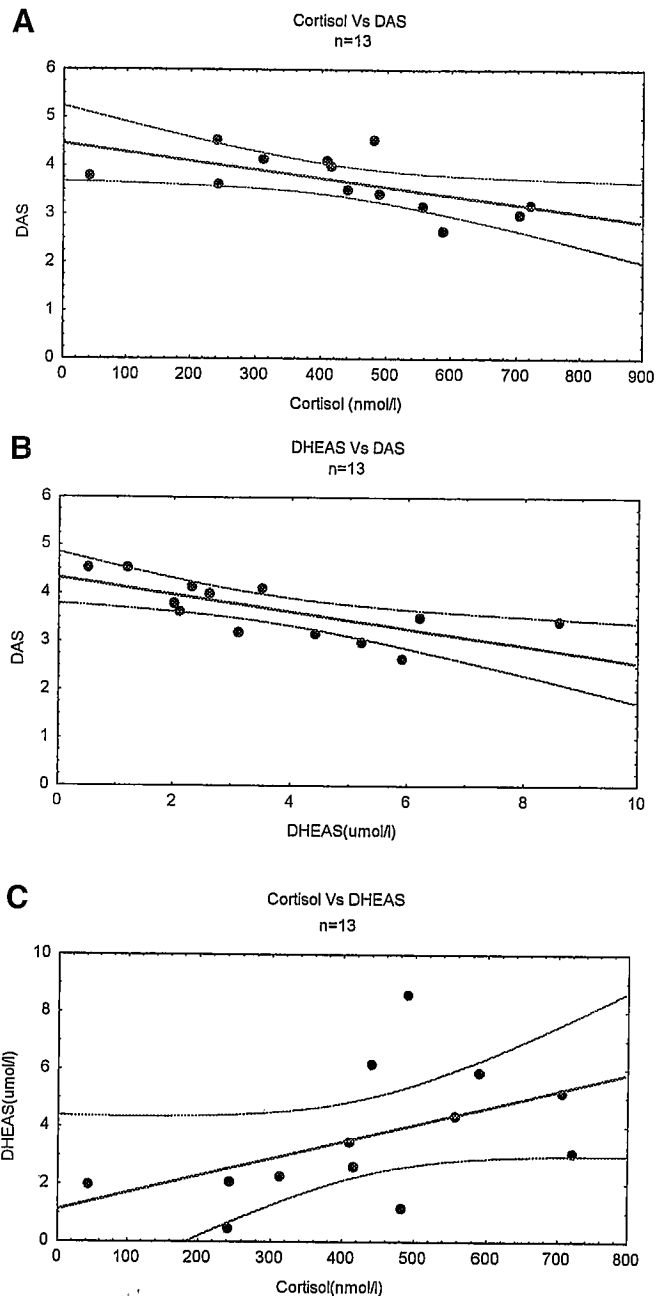 A
Cortisol Vs DAS
n=13
6
5
4
3
2
1
0
DAS
0 100 200 300 400 500 600 700 800 900
Cortisol (nmol/l)
B
DHEAS Vs DAS
n=13
6
5
4
3
2
1
0
DAS
0 2 4 6 8 10
DHEAS(umol/l)
C
Cortisol Vs DHEAS
n=13
10
8
6
4
2
0
DHEAS(umol/l)
0 100 200 300 400 500 600 700 800
Cortisol(nmol/l)